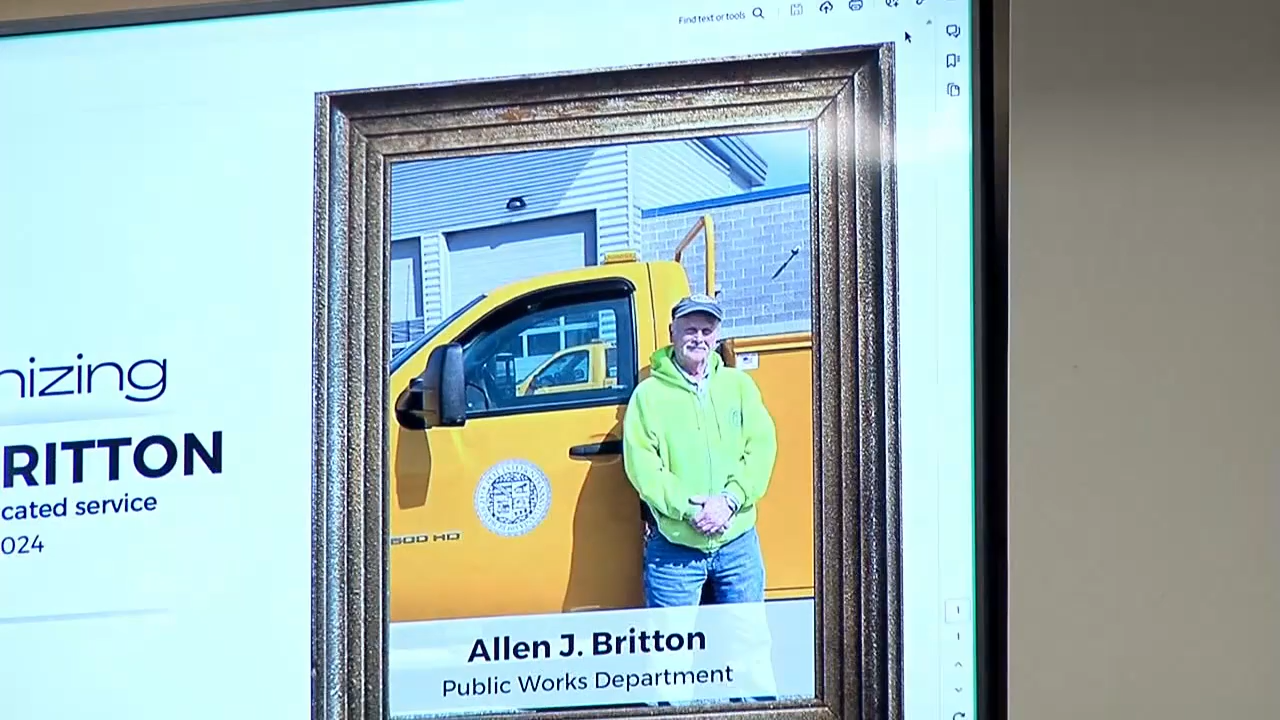 Find text or tools
nizing
RITTON
cated service
024
500 HD
Allen J. Britton
Public Works Department